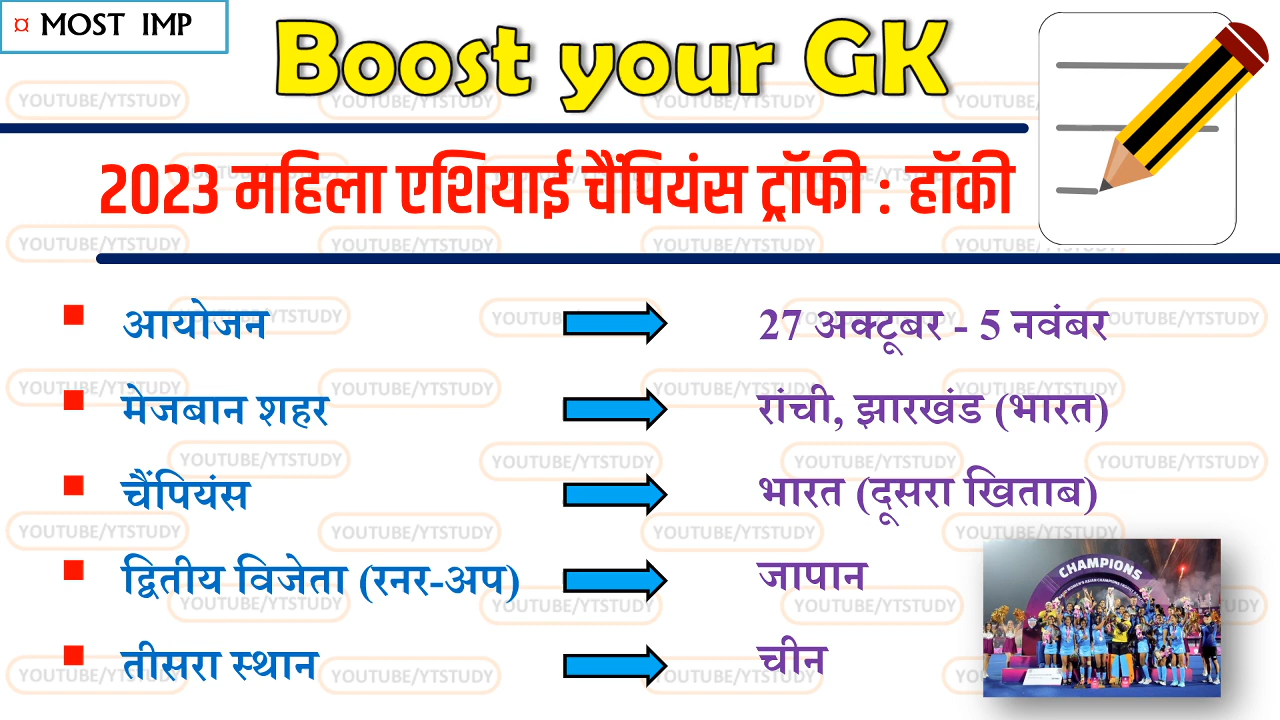 ¤ MOST IMP
Boost your GK
2023 महिला एशियाई चैंपियंस ट्रॉफी : हॉकी
▪ आयोजन 27 अक्टूबर - 5 नवंबर
▪ मेजबान शहर रांची, झारखंड (भारत)
▪ चैंपियंस भारत (दूसरा खिताब)
▪ द्वितीय विजेता (रनर-अप) जापान
▪ तीसरा स्थान चीन
CHAMPIONS
YOUTUBE/YTSTUDY